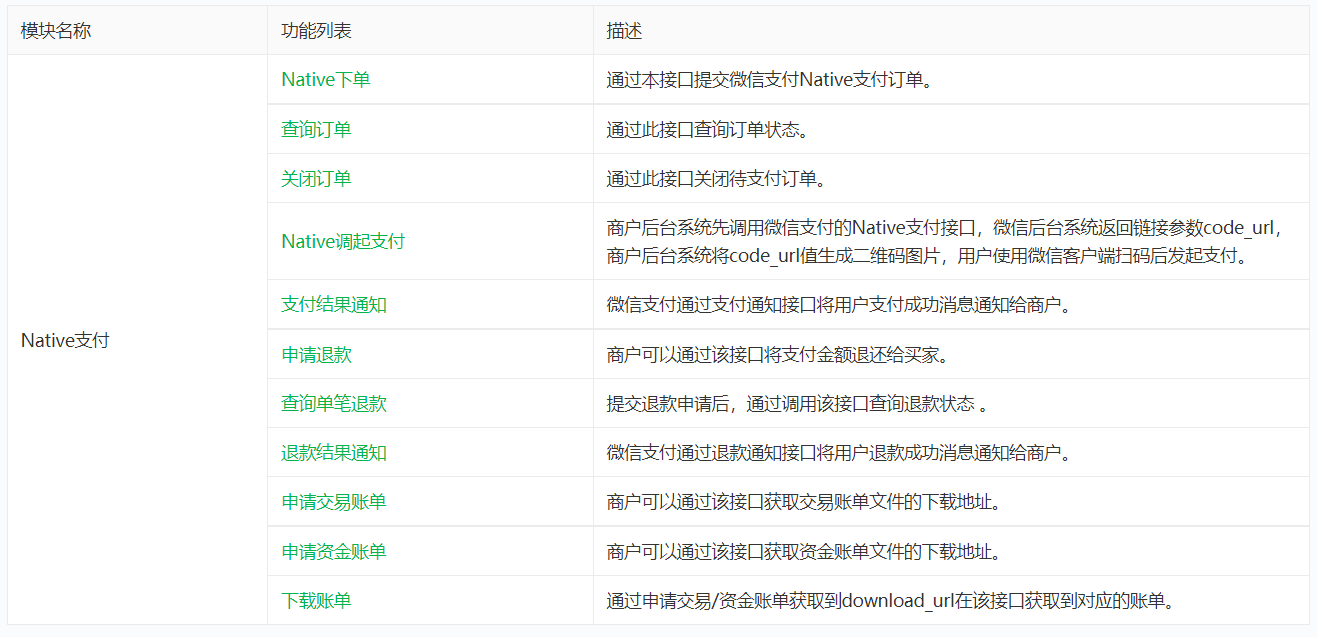 模块名称 功能列表 描述
Native下单 通过本接口提交微信支付Native支付订单。
查询订单 通过此接口查询订单状态。
关闭订单 通过此接口关闭待支付订单。
Native调起支付 商户后台系统先调用微信支付的Native支付接口，微信后台系统返回链接参数code_url，
商户后台系统将code_url值生成二维码图片，用户使用微信客户端扫码后发起支付。
支付结果通知 微信支付通过支付通知接口将用户支付成功消息通知给商户。
Native支付
申请退款 商户可以通过该接口将支付金额退还给买家。
查询单笔退款 提交退款申请后，通过调用该接口查询退款状态 。
退款结果通知 微信支付通过退款通知接口将用户退款成功消息通知给商户。
申请交易账单 商户可以通过该接口获取交易账单文件的下载地址。
申请资金账单 商户可以通过该接口获取资金账单文件的下载地址。
下载账单 通过申请交易/资金账单获取到download_url在该接口获取到对应的账单。